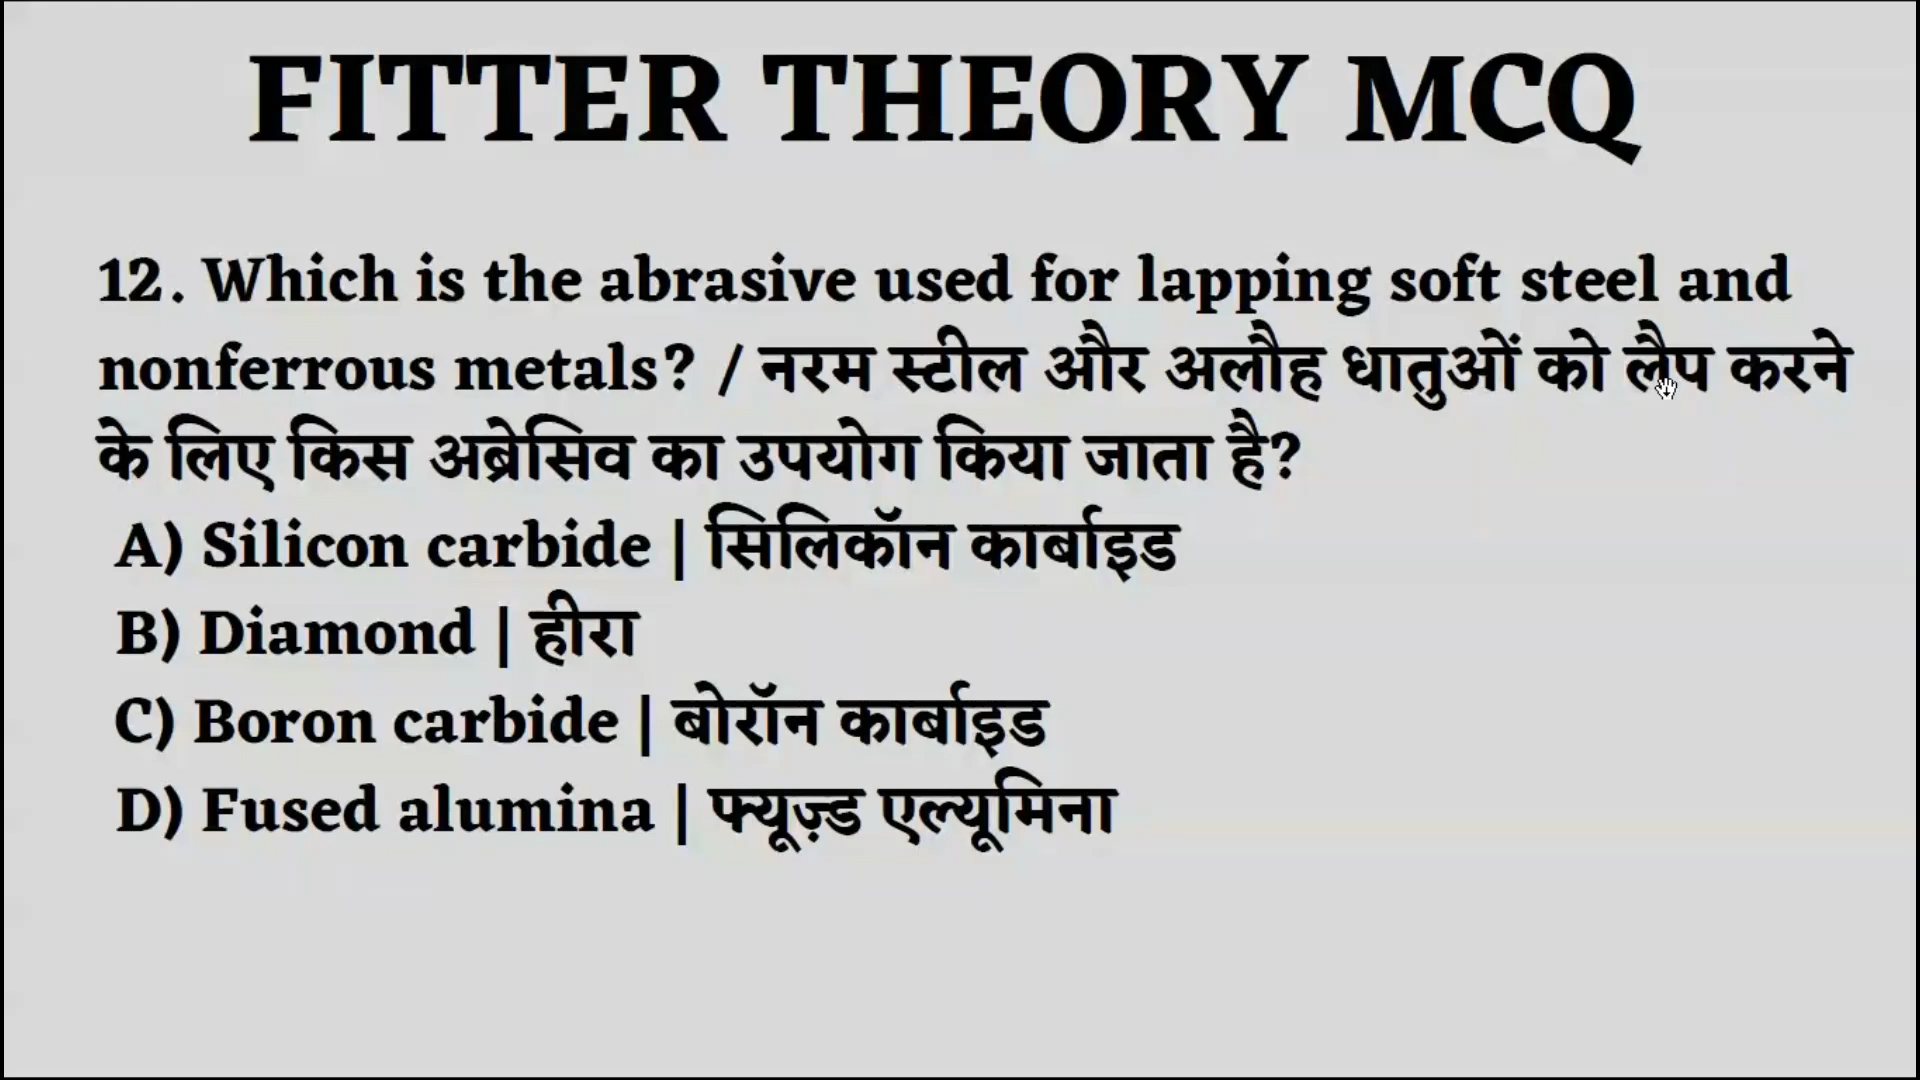 FITTER THEORY MCQ
12. Which is the abrasive used for lapping soft steel and
nonferrous metals? / नरम स्टील और अलौह धातुओं को लैप करने
के लिए किस अब्रेसिव का उपयोग किया जाता है?
A) Silicon carbide | सिलिकॉन कार्बाइड
B) Diamond | हीरा
C) Boron carbide | बोरॉन कार्बाइड
D) Fused alumina | फ्यूज़्ड एल्यूमिना